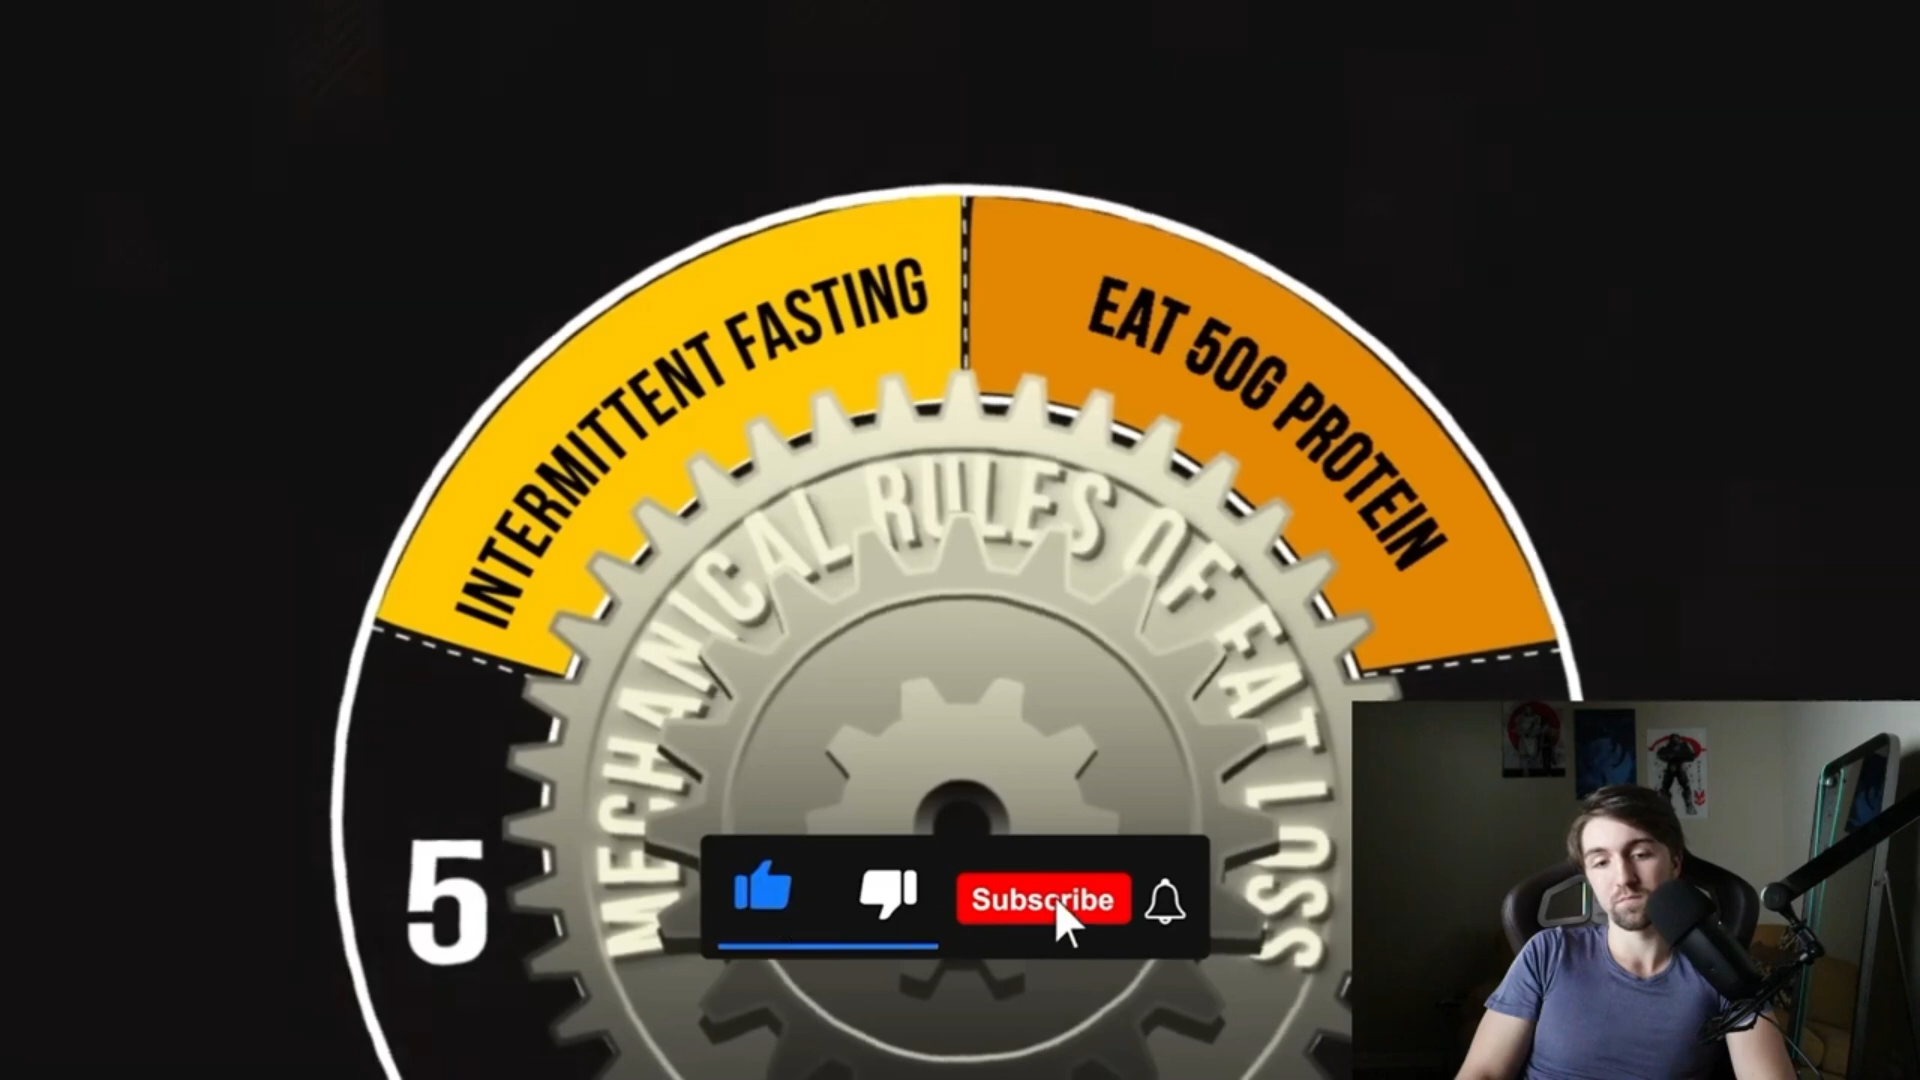 INTERMITTENT FASTING
EAT 50G PROTEIN
MECHANICAL RULES OF FAT LOSS
5
Subscribe